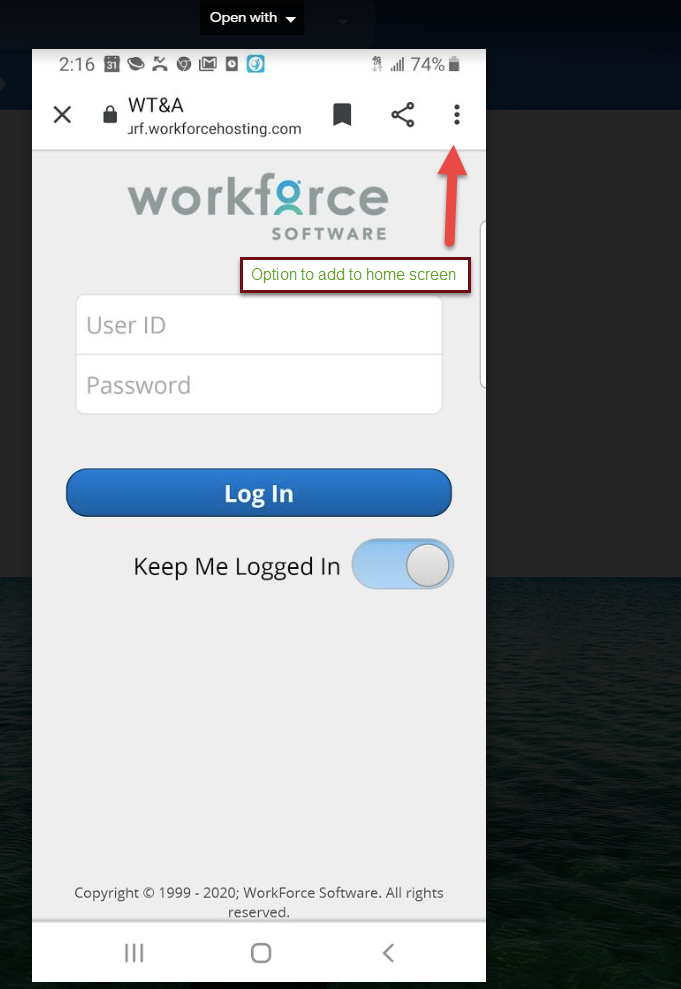 Open with
2:16 31 74%
WT&A
urf.workforcehosting.com
workforce
SOFTWARE
Option to add to home screen
User ID
Password
Log In
Keep Me Logged In
Copyright © 1999 - 2020; WorkForce Software. All rights
reserved.